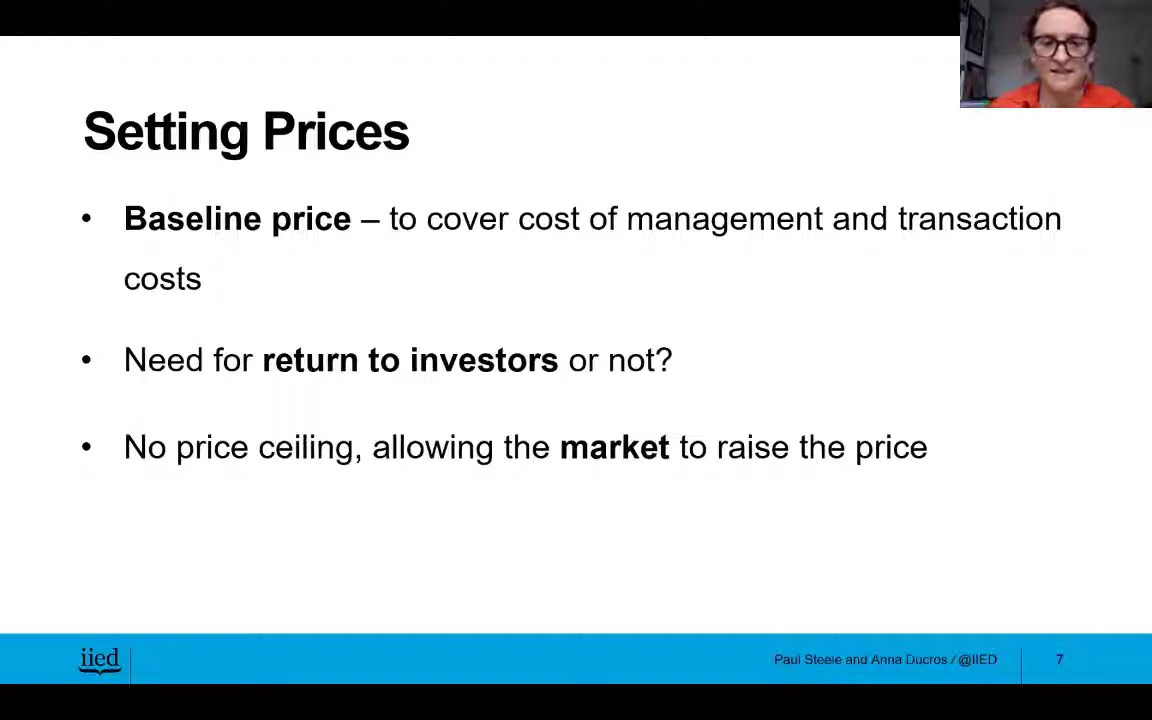 Setting Prices
• Baseline price – to cover cost of management and transaction
costs
• Need for return to investors or not?
• No price ceiling, allowing the market to raise the price
iied
Paul Steele and Anna Ducros / @IIED
7